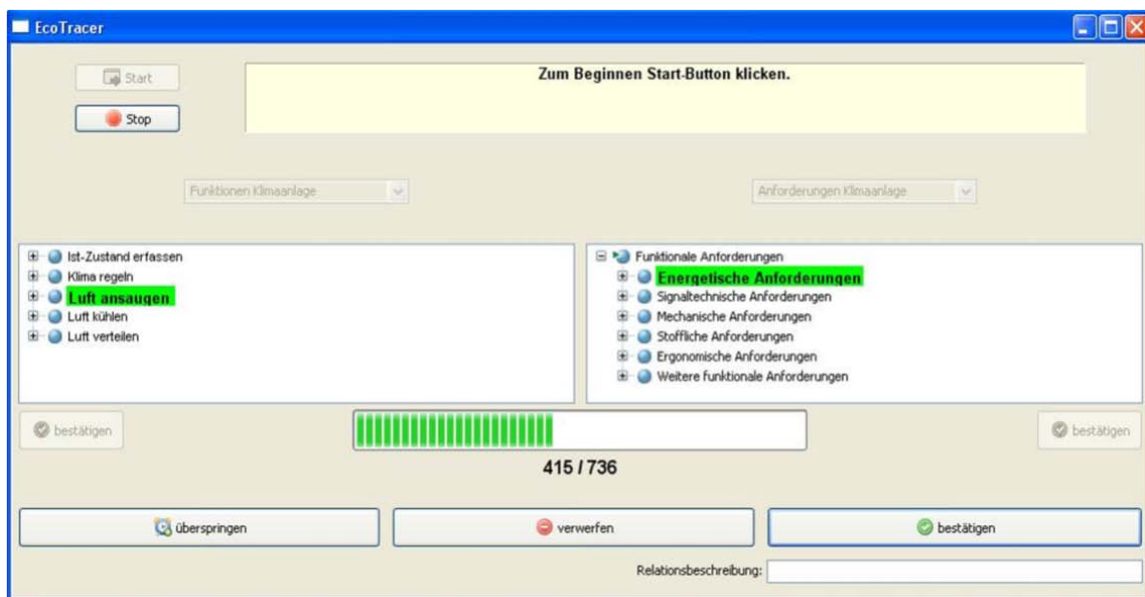 EcoTracer
Start
Zum Beginnen Start-Button klicken.
Stop
Funktionen Klimaanlage
Anforderungen Klimaanlage
Ist-Zustand erfassen
Klima regeln
Luft ansaugen
Luft kühlen
Luft verteilen
Funktionale Anforderungen
Energetische Anforderungen
Signaltechnische Anforderungen
Mechanische Anforderungen
Stoffliche Anforderungen
Ergonomische Anforderungen
Weitere funktionale Anforderungen
bestätigen
bestätigen
415 / 736
überspringen
verwerfen
bestätigen
Relationsbeschreibung: